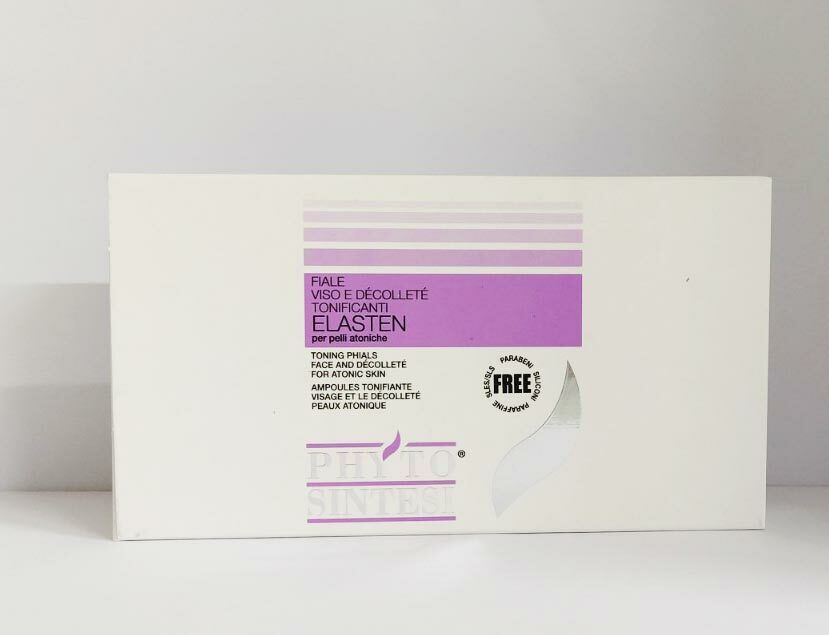 FIALE
VISO E DÉCOLLETÉ
TONIFICANTI
ELASTEN
per pelli atoniche
TONING PHIALS
FACE AND DÉCOLLETÉ
FOR ATONIC SKIN
AMPOULES TONIFIANTE
VISAGE ET LE DÉCOLLETÉ
PEAUX ATONIQUE
SLES/SLS PARABENI SILICONI PARAFFINE
FREE
PHYTO®
SINTESI